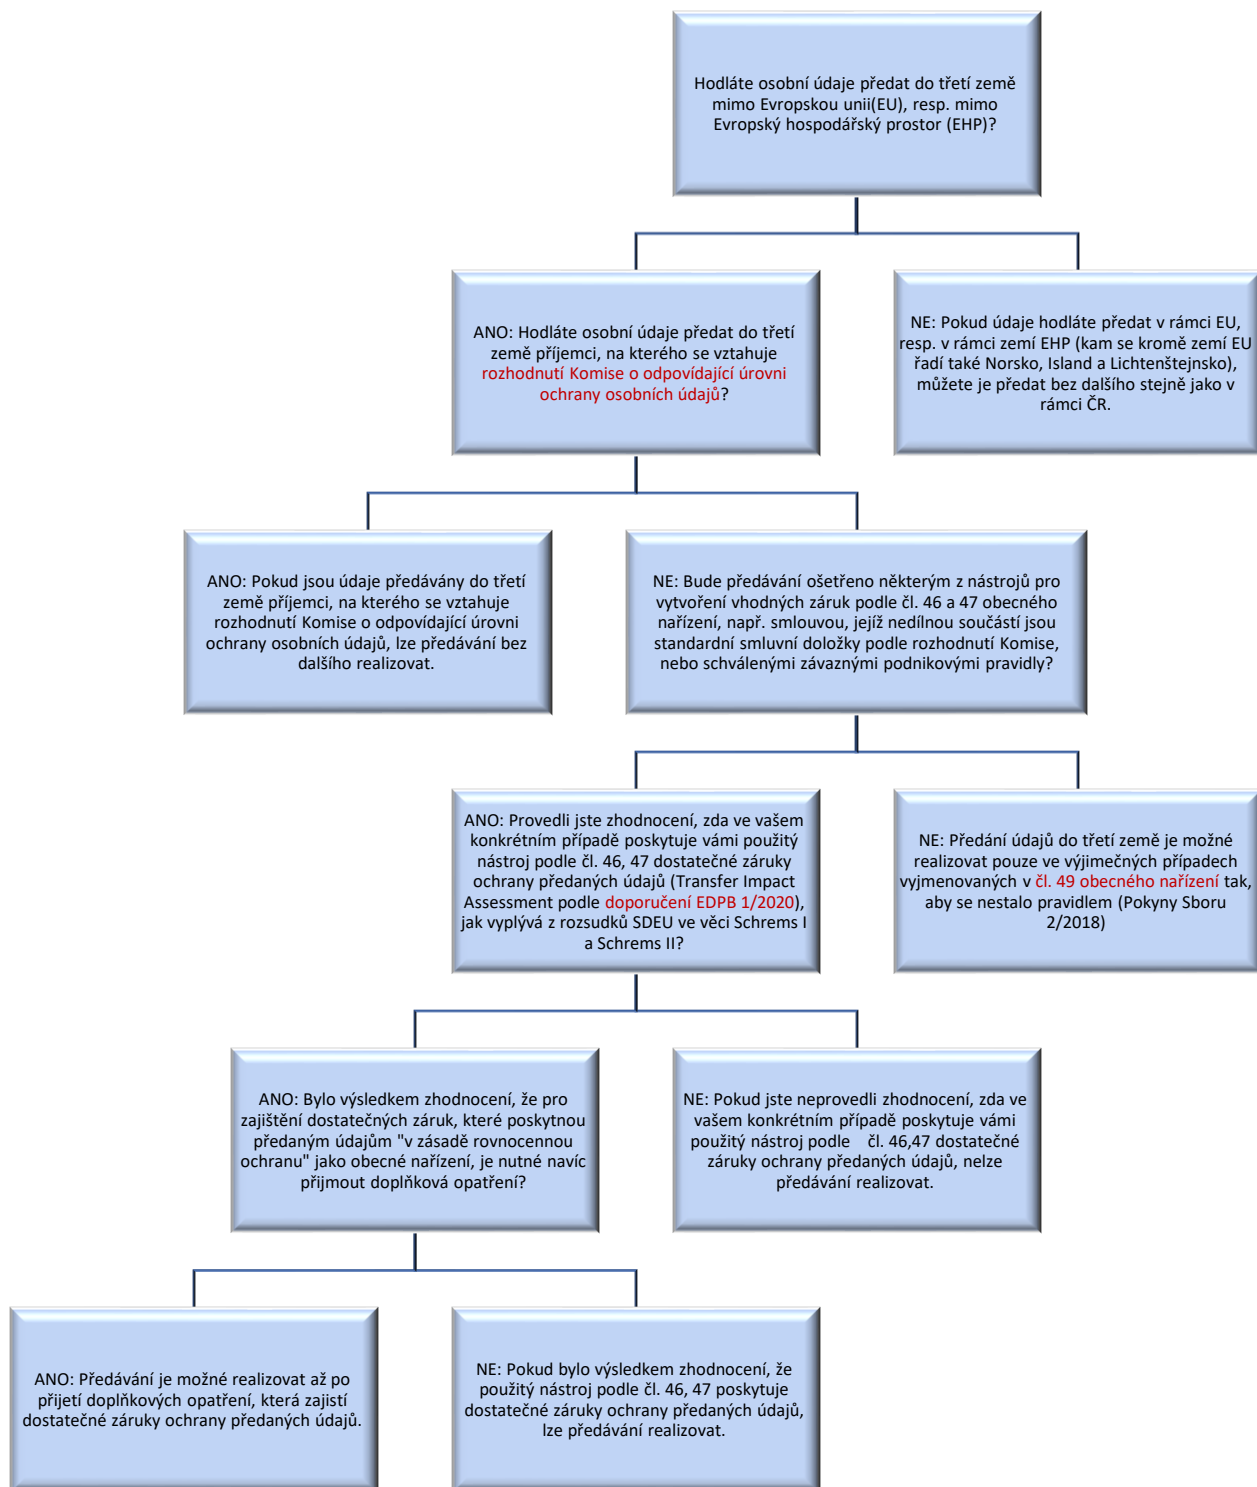 Hodláte osobní údaje předat do třetí země
mimo Evropskou unii(EU), resp. mimo
Evropský hospodářský prostor (EHP)?
ANO: Hodláte osobní údaje předat do třetí
země příjemci, na kterého se vztahuje
rozhodnutí Komise o odpovídající úrovni
ochrany osobních údajů?
NE: Pokud údaje hodláte předat v rámci EU,
resp. v rámci zemí EHP (kam se kromě zemí EU
řadí také Norsko, Island a Lichtenštejnsko),
můžete je předat bez dalšího stejně jako v
rámci ČR.
ANO: Pokud jsou údaje předávány do třetí
země příjemci, na kterého se vztahuje
rozhodnutí Komise o odpovídající úrovni
ochrany osobních údajů, lze předávání bez
dalšího realizovat.
NE: Bude předávání ošetřeno některým z nástrojů pro
vytvoření vhodných záruk podle čl. 46 a 47 obecného
nařízení, např. smlouvou, jejíž nedílnou součástí jsou
standardní smluvní doložky podle rozhodnutí Komise,
nebo schválenými závaznými podnikovými pravidly?
ANO: Provedli jste zhodnocení, zda ve vašem
konkrétním případě poskytuje vámi použitý
nástroj podle čl. 46, 47 dostatečné záruky
ochrany předaných údajů (Transfer Impact
Assessment podle doporučení EDPB 1/2020),
jak vyplývá z rozsudků SDEU ve věci Schrems I
a Schrems II?
NE: Předání údajů do třetí země je možné
realizovat pouze ve výjimečných případech
vyjmenovaných v čl. 49 obecného nařízení tak,
aby se nestalo pravidlem (Pokyny Sboru
2/2018)
ANO: Bylo výsledkem zhodnocení, že pro
zajištění dostatečných záruk, které poskytnou
předaným údajům "v zásadě rovnocennou
ochranu" jako obecné nařízení, je nutné navíc
přijmout doplňková opatření?
NE: Pokud jste neprovedli zhodnocení, zda ve
vašem konkrétním případě poskytuje vámi
použitý nástroj podle čl. 46,47 dostatečné
záruky ochrany předaných údajů, nelze
předávání realizovat.
ANO: Předávání je možné realizovat až po
přijetí doplňkových opatření, která zajistí
dostatečné záruky ochrany předaných údajů.
NE: Pokud bylo výsledkem zhodnocení, že
použitý nástroj podle čl. 46, 47 poskytuje
dostatečné záruky ochrany předaných údajů,
lze předávání realizovat.